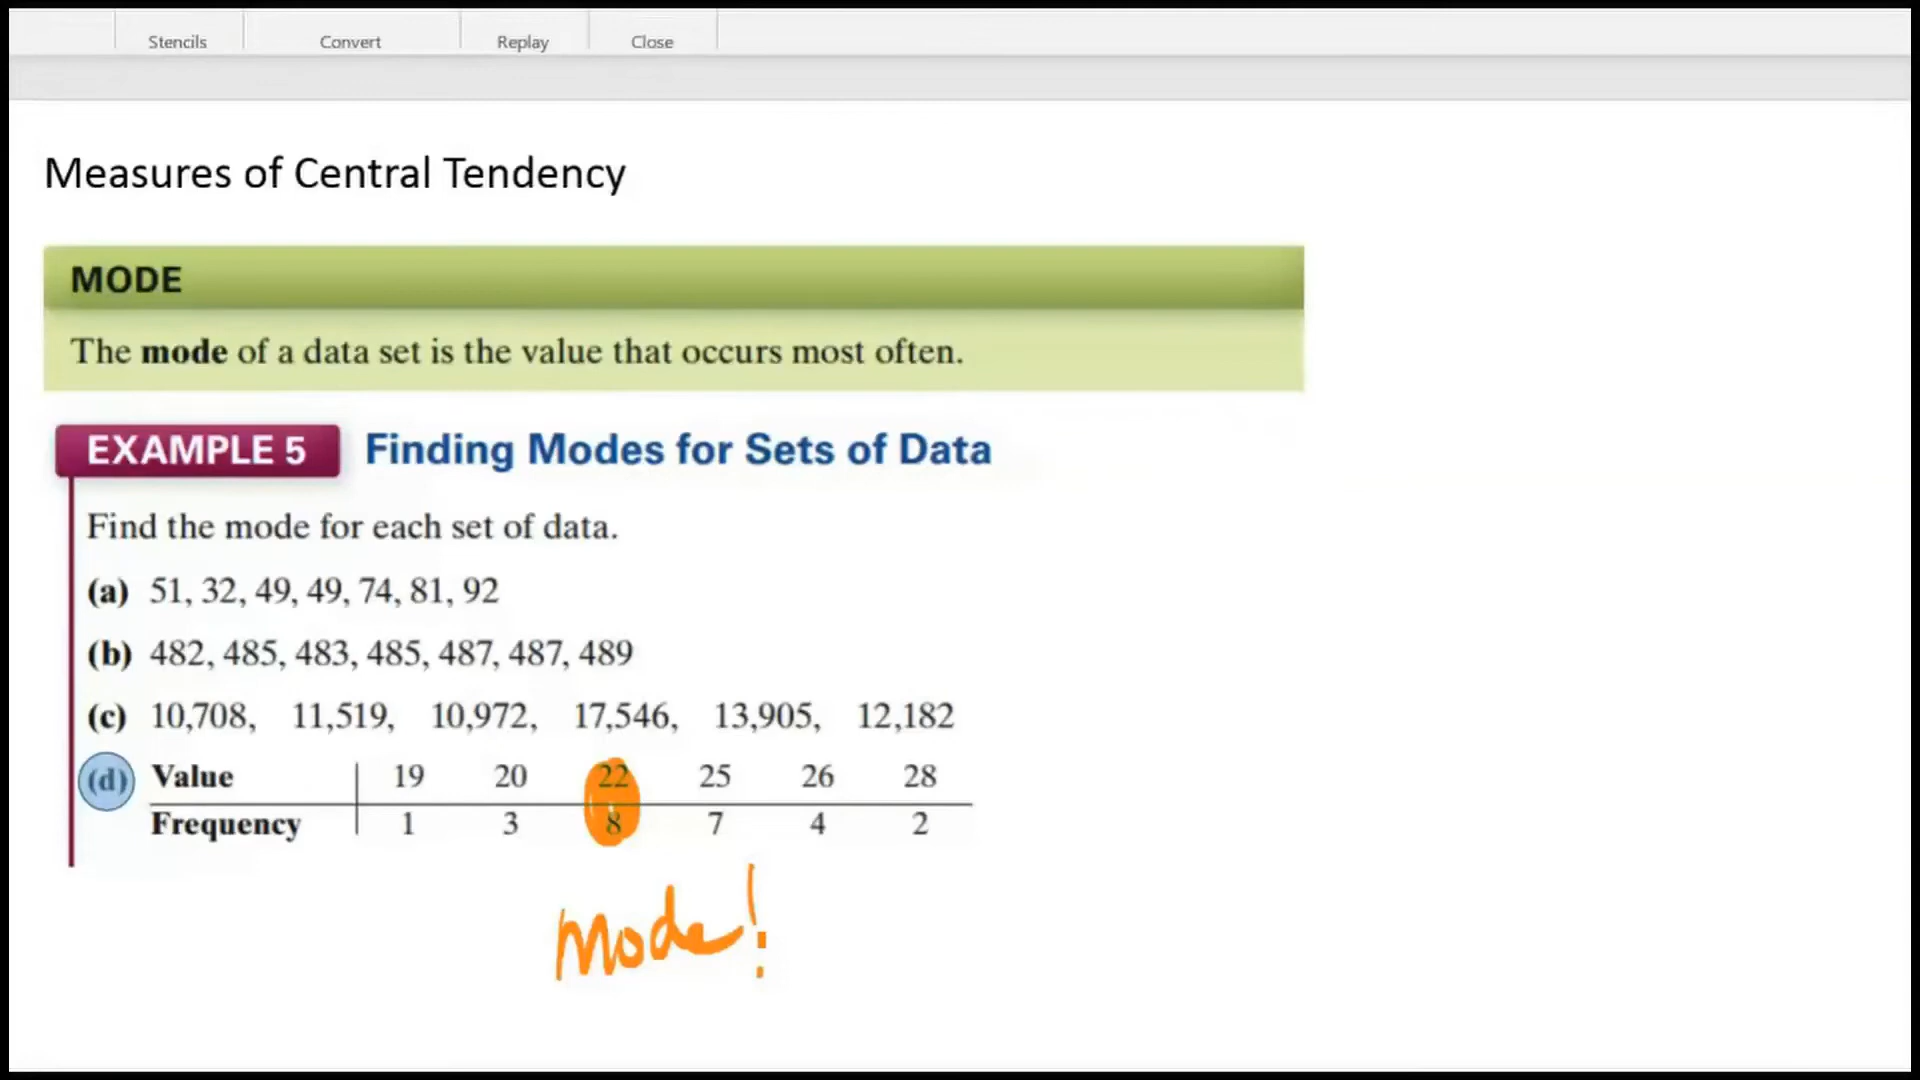 Stencils Convert Replay Close
Measures of Central Tendency
MODE
The mode of a data set is the value that occurs most often.
EXAMPLE 5 Finding Modes for Sets of Data
Find the mode for each set of data.
(a) 51, 32, 49, 49, 74, 81, 92
(b) 482, 485, 483, 485, 487, 487, 489
(c) 10,708, 11,519, 10,972, 17,546, 13,905, 12,182
(d) Value 19 20 22 25 26 28
Frequency 1 3 8 7 4 2
Mode!